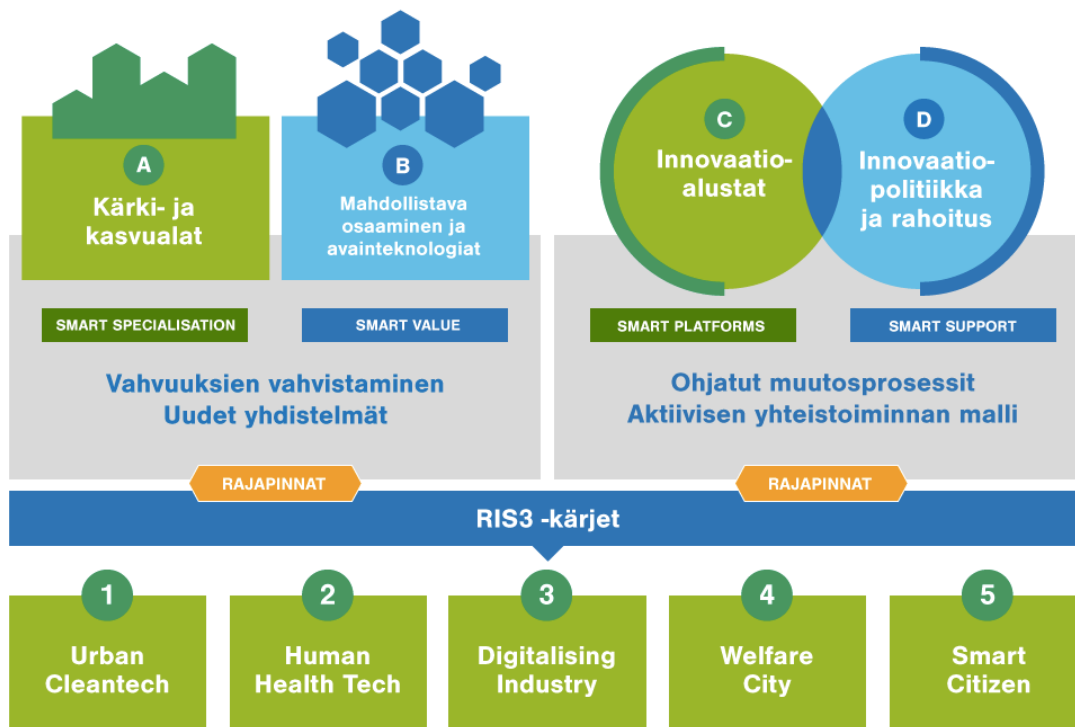 A
Kärki- ja
kasvualat
B
Mahdollistava
osaaminen ja
avainteknologiat
SMART SPECIALISATION
SMART VALUE
Vahvuuksien vahvistaminen
Uudet yhdistelmät
RAJAPINNAT
C
Innovaatio-
alustat
D
Innovaatio-
politiikka
ja rahoitus
SMART PLATFORMS
SMART SUPPORT
Ohjatut muutosprosessit
Aktiivisen yhteistoiminnan malli
RAJAPINNAT
RIS3 -kärjet
1
Urban
Cleantech
2
Human
Health Tech
3
Digitalising
Industry
4
Welfare
City
5
Smart
Citizen